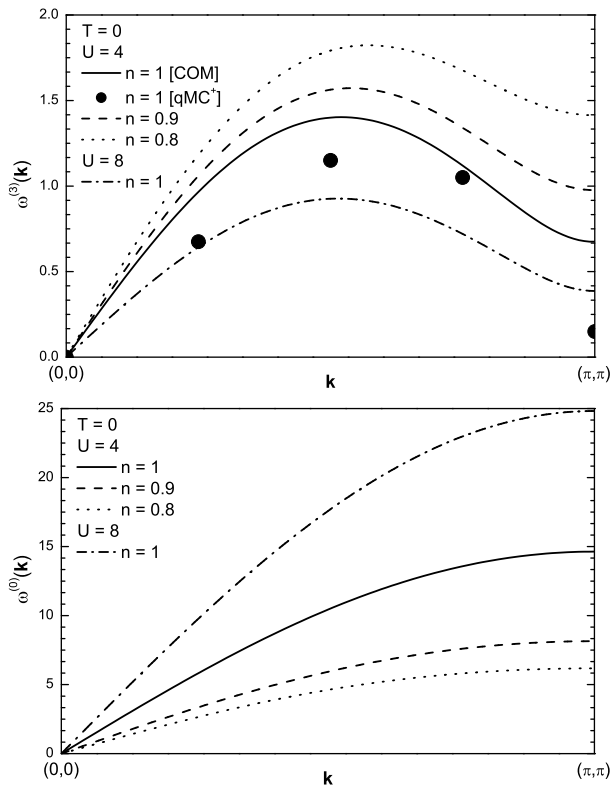 2.0
T = 0
U = 4
n = 1 [COM]
1.5
n = 1 [qMC⁺]
n = 0.9
n = 0.8
U = 8
1.0
n = 1
ω⁽³⁾(k)
0.5
0.0
(0,0)
k
(π,π)
25
T = 0
U = 4
n = 1
20
n = 0.9
n = 0.8
U = 8
15
n = 1
ω⁽⁰⁾(k)
10
5
0
(0,0)
k
(π,π)